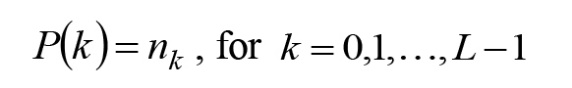 P(k) = n_k , for k = 0,1,…, L − 1